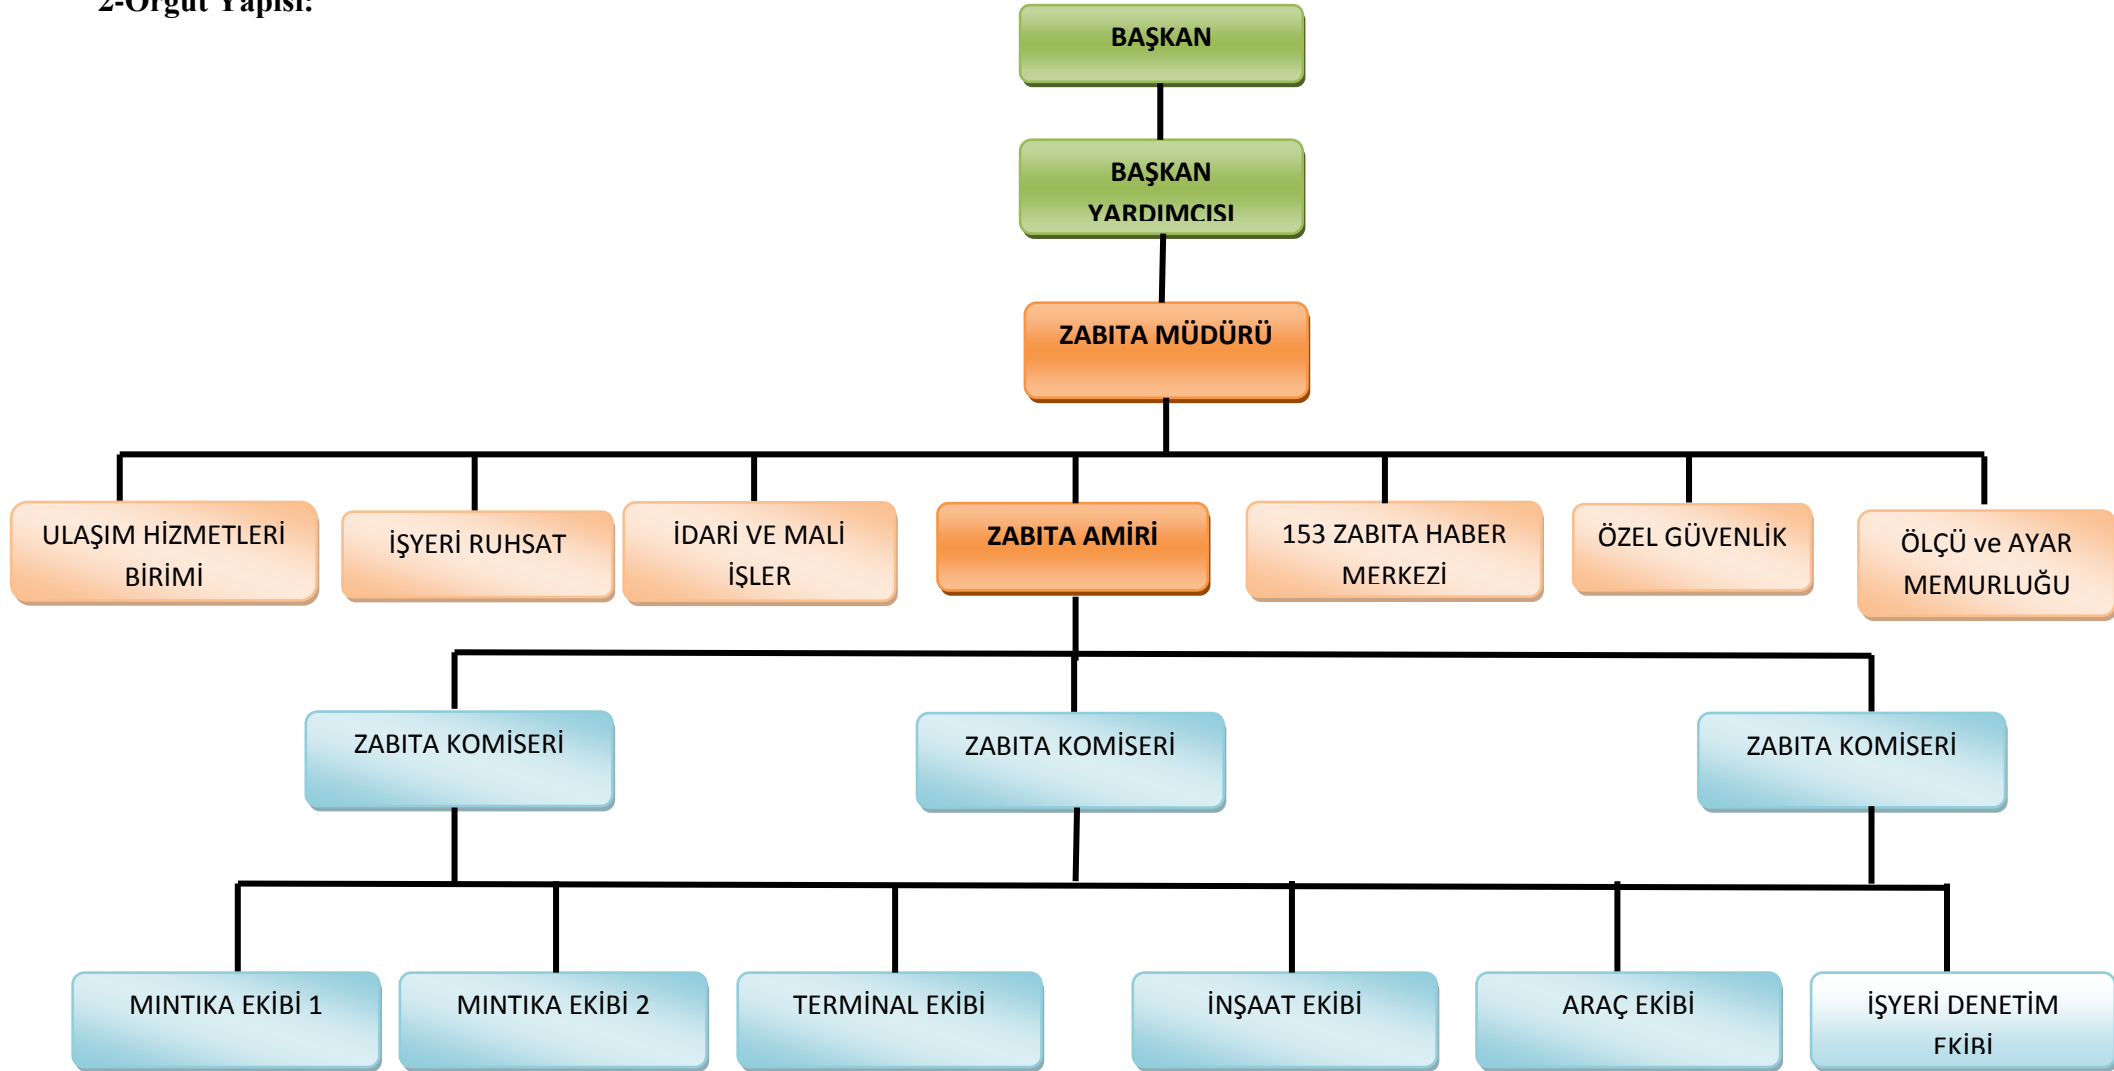 2-Örgüt Yapısı:
BAŞKAN
BAŞKAN
YARDIMCISI
ZABITA MÜDÜRÜ
ULAŞIM HİZMETLERİ
BİRİMİ
İŞYERİ RUHSAT
İDARİ VE MALİ
İŞLER
ZABITA AMİRİ
153 ZABITA HABER
MERKEZİ
ÖZEL GÜVENLİK
ÖLÇÜ ve AYAR
MEMURLUĞU
ZABITA KOMİSERİ
ZABITA KOMİSERİ
ZABITA KOMİSERİ
MINTIKA EKİBİ 1
MINTIKA EKİBİ 2
TERMİNAL EKİBİ
İNŞAAT EKİBİ
ARAÇ EKİBİ
İŞYERİ DENETİM
EKİBİ